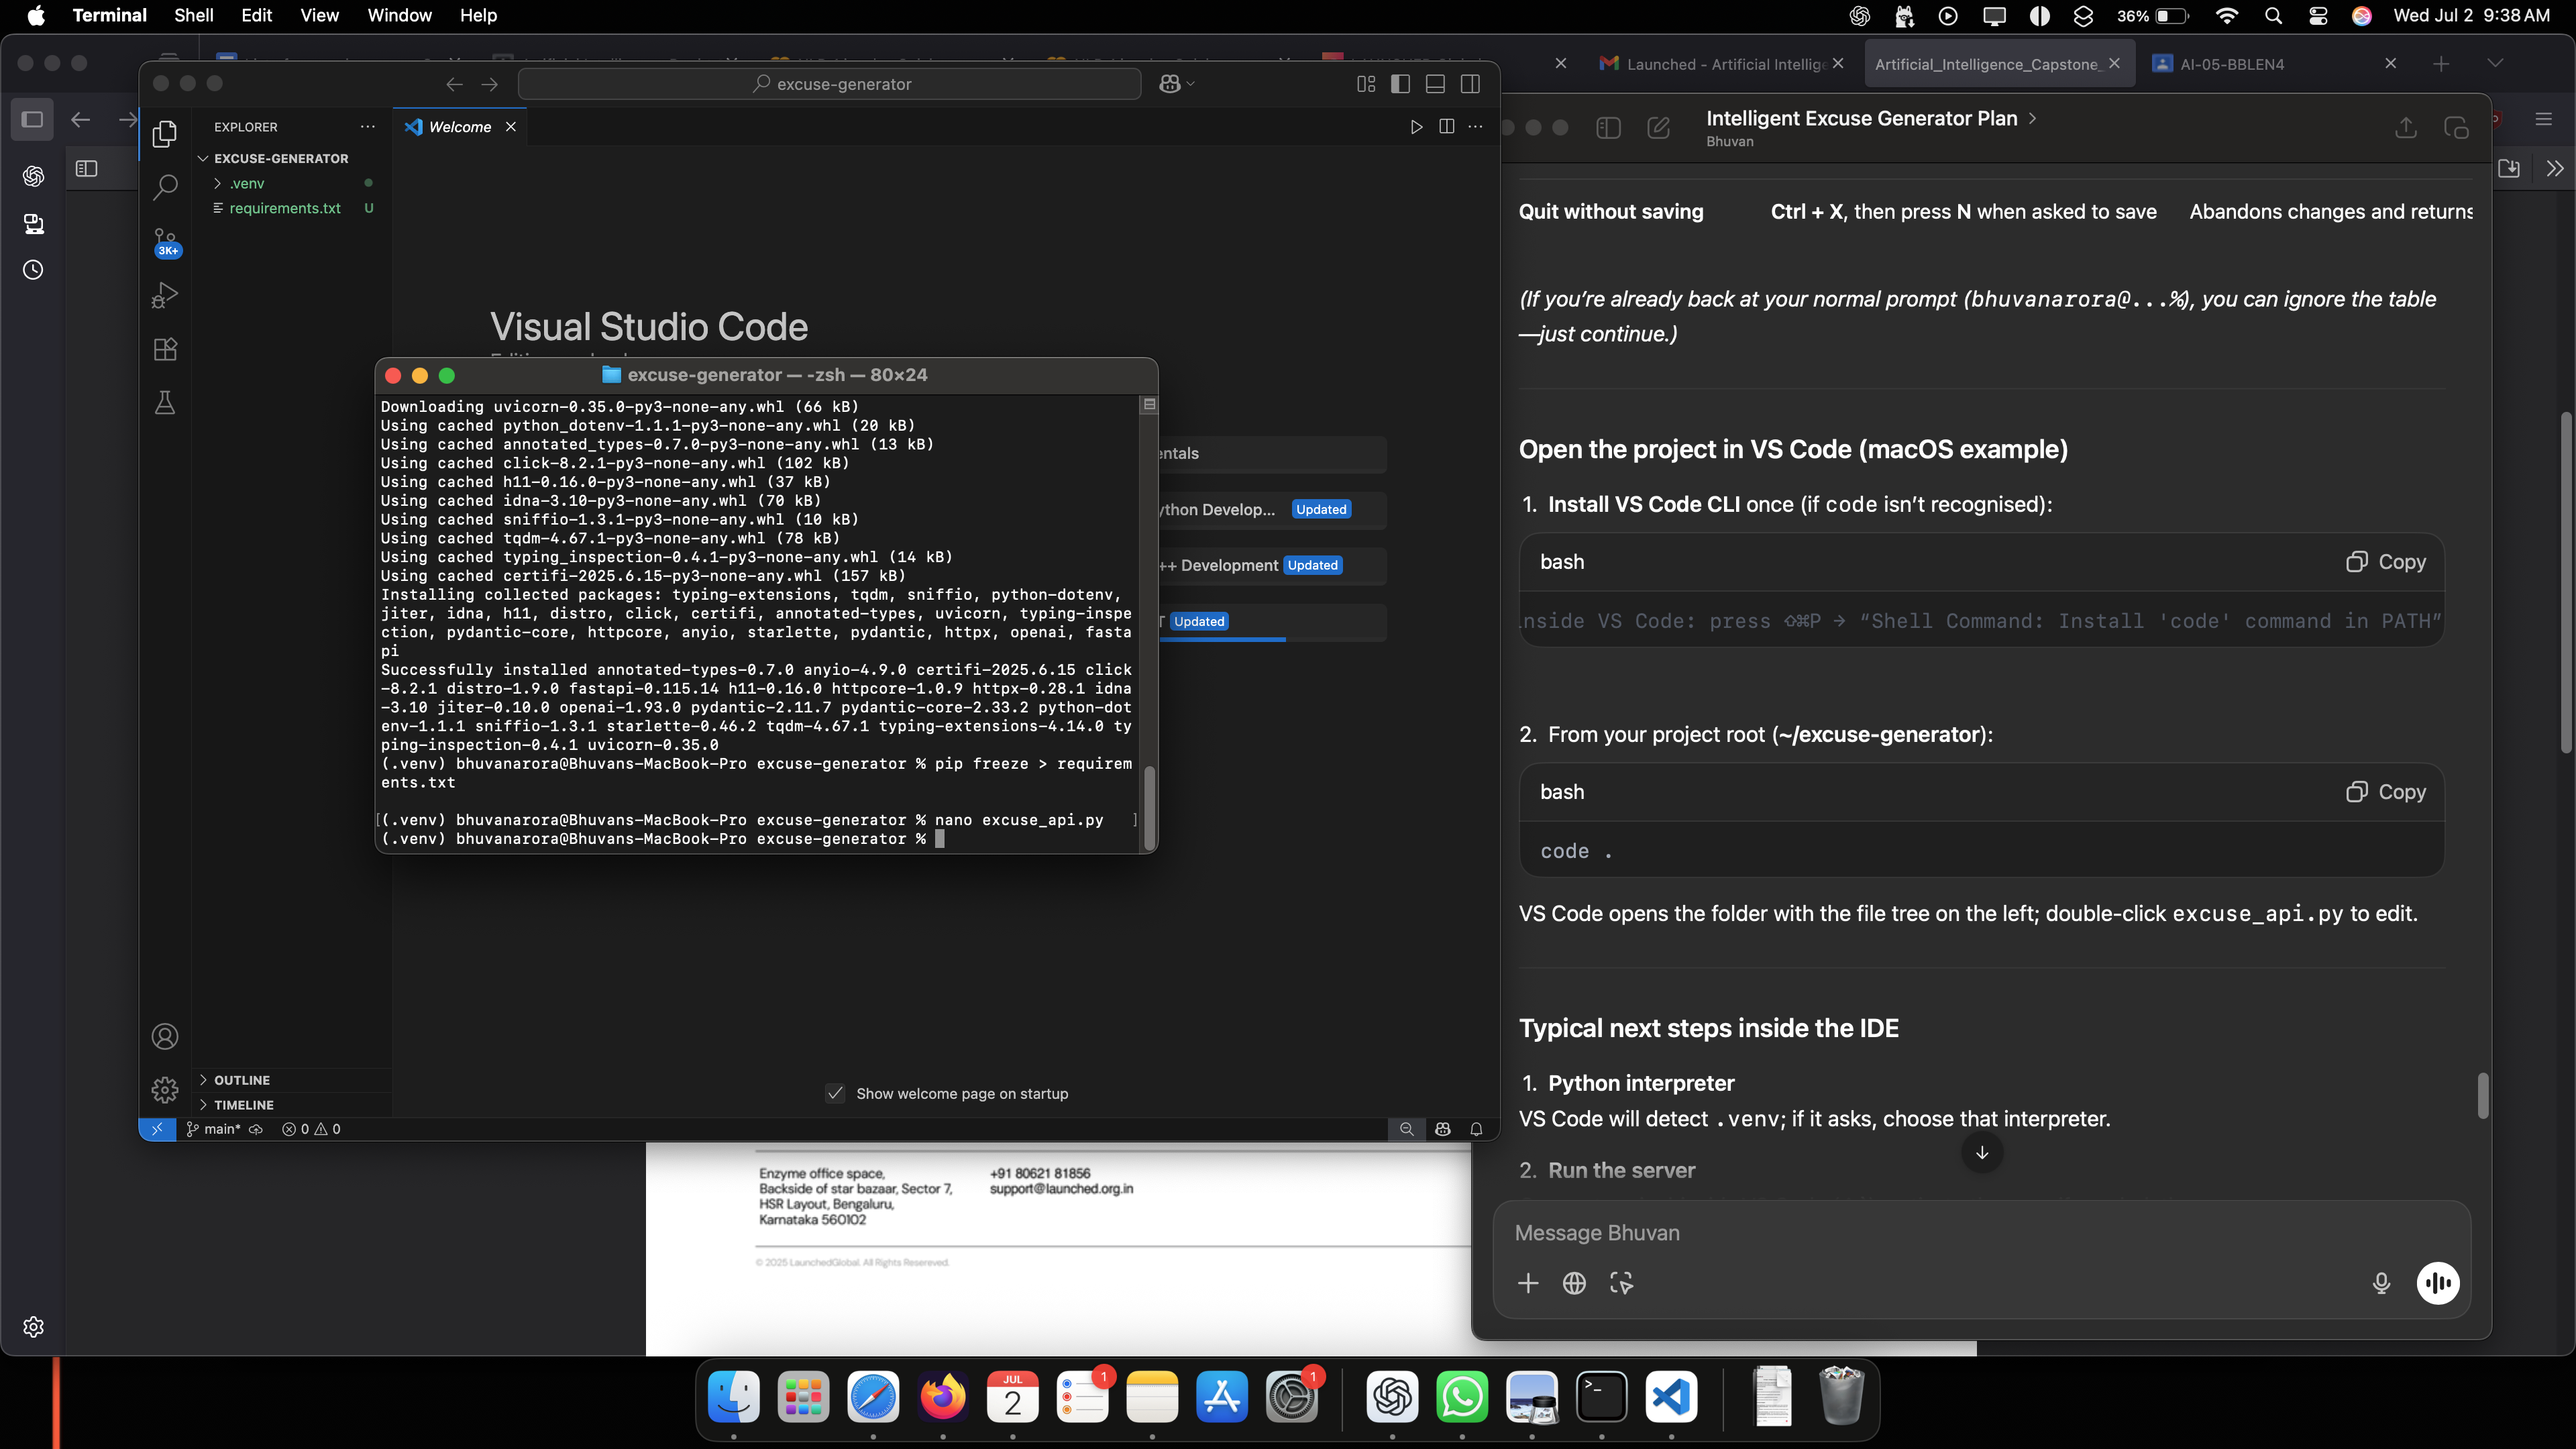 Terminal Shell Edit View Window Help
36% Wed Jul 2 9:38 AM
Launched - Artificial Intellige
Artificial_Intelligence_Capstone_
AI-05-BBLEN4
excuse-generator
EXPLORER
Welcome
EXCUSE-GENERATOR
.venv
requirements.txt U
3K+
Visual Studio Code
entals
ython Develop... Updated
++ Development Updated
Updated
excuse-generator — -zsh — 80×24
Downloading uvicorn-0.35.0-py3-none-any.whl (66 kB)
Using cached python_dotenv-1.1.1-py3-none-any.whl (20 kB)
Using cached annotated_types-0.7.0-py3-none-any.whl (13 kB)
Using cached click-8.2.1-py3-none-any.whl (102 kB)
Using cached h11-0.16.0-py3-none-any.whl (37 kB)
Using cached idna-3.10-py3-none-any.whl (70 kB)
Using cached sniffio-1.3.1-py3-none-any.whl (10 kB)
Using cached tqdm-4.67.1-py3-none-any.whl (78 kB)
Using cached typing_inspection-0.4.1-py3-none-any.whl (14 kB)
Using cached certifi-2025.6.15-py3-none-any.whl (157 kB)
Installing collected packages: typing-extensions, tqdm, sniffio, python-dotenv,
jiter, idna, h11, distro, click, certifi, annotated-types, uvicorn, typing-inspe
ction, pydantic-core, httpcore, anyio, starlette, pydantic, httpx, openai, fasta
pi
Successfully installed annotated-types-0.7.0 anyio-4.9.0 certifi-2025.6.15 click
-8.2.1 distro-1.9.0 fastapi-0.115.14 h11-0.16.0 httpcore-1.0.9 httpx-0.28.1 idna
-3.10 jiter-0.10.0 openai-1.93.0 pydantic-2.11.7 pydantic-core-2.33.2 python-dot
env-1.1.1 sniffio-1.3.1 starlette-0.46.2 tqdm-4.67.1 typing-extensions-4.14.0 ty
ping-inspection-0.4.1 uvicorn-0.35.0
(.venv) bhuvanarora@Bhuvans-MacBook-Pro excuse-generator % pip freeze > requirem
ents.txt
[(.venv) bhuvanarora@Bhuvans-MacBook-Pro excuse-generator % nano excuse_api.py ]
(.venv) bhuvanarora@Bhuvans-MacBook-Pro excuse-generator %
Show welcome page on startup
OUTLINE
TIMELINE
main* 0 0
Intelligent Excuse Generator Plan
Bhuvan
Quit without saving Ctrl + X, then press N when asked to save Abandons changes and returns
(If you’re already back at your normal prompt (bhuvanarora@...%), you can ignore the table
—just continue.)
Open the project in VS Code (macOS example)
1. Install VS Code CLI once (if code isn’t recognised):
bash Copy
nside VS Code: press ⇧⌘P → “Shell Command: Install 'code' command in PATH”
2. From your project root (~/excuse-generator):
bash Copy
code .
VS Code opens the folder with the file tree on the left; double-click excuse_api.py to edit.
Typical next steps inside the IDE
1. Python interpreter
VS Code will detect .venv; if it asks, choose that interpreter.
2. Run the server
Message Bhuvan
Enzyme office space,
Backside of star bazaar, Sector 7,
HSR Layout, Bengaluru,
Karnataka 560102
+91 80621 81856
support@launched.org.in
© 2025 LaunchedGlobal. All Rights Resereved.
JUL
2
1
1